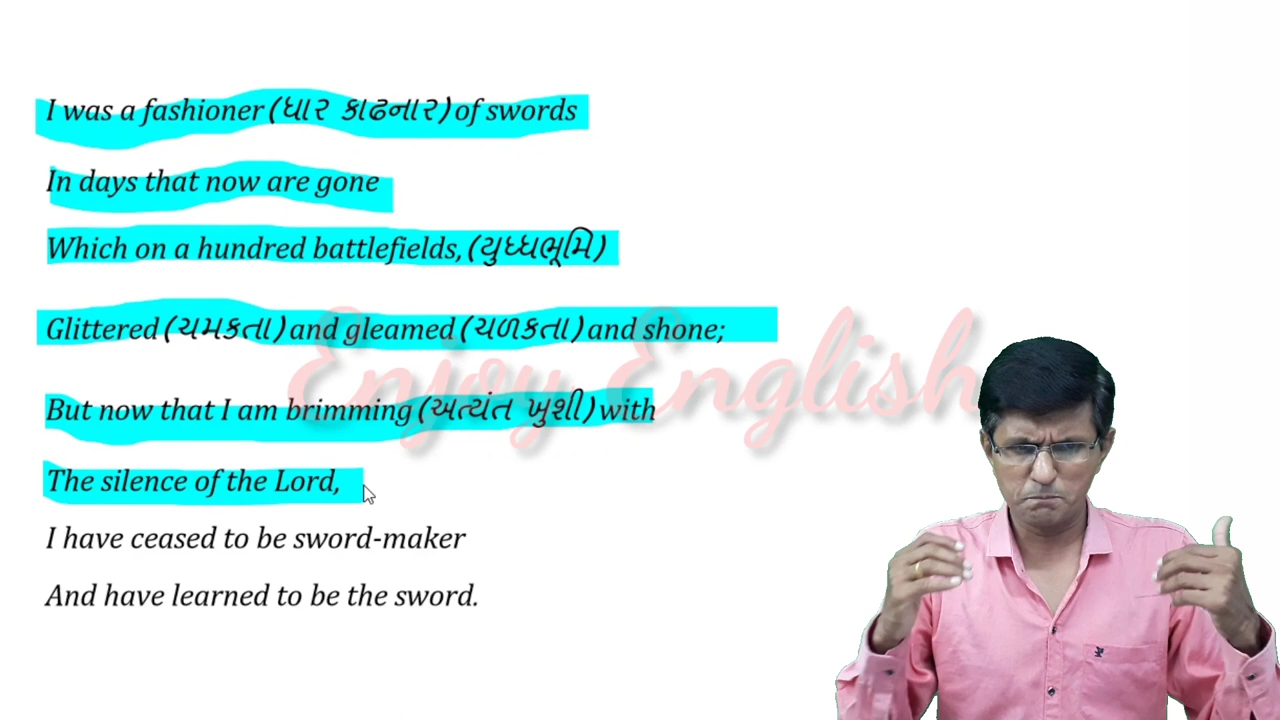 I was a fashioner (ધાર કાઢનાર) of swords
In days that now are gone
Which on a hundred battlefields, (યુધ્ધભૂમિ)
Glittered (ચમકતા) and gleamed (ચળકતા) and shone;
Enjoy English
But now that I am brimming (અત્યંત ખુશી) with
The silence of the Lord,
I have ceased to be sword-maker
And have learned to be the sword.